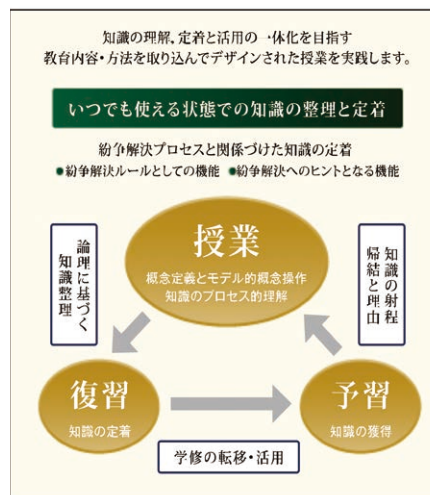 知識の理解、定着と活用の一体化を目指す
教育内容・方法を取り込んでデザインされた授業を実践します。
いつでも使える状態での知識の整理と定着
紛争解決プロセスと関係づけた知識の定着
●紛争解決ルールとしての機能 ●紛争解決へのヒントとなる機能
授業
概念定義とモデル的概念操作
知識のプロセス的理解
論理に基づく
知識整理
知識の射程
帰結と理由
復習
知識の定着
予習
知識の獲得
学修の転移・活用